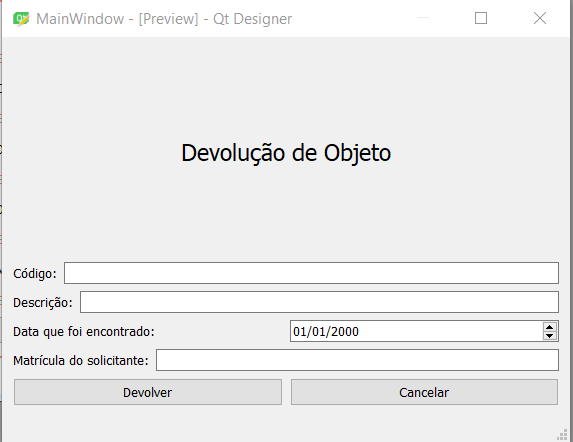 MainWindow - [Preview] - Qt Designer
Devolução de Objeto
Código:
Descrição:
Data que foi encontrado: 01/01/2000
Matrícula do solicitante:
Devolver Cancelar